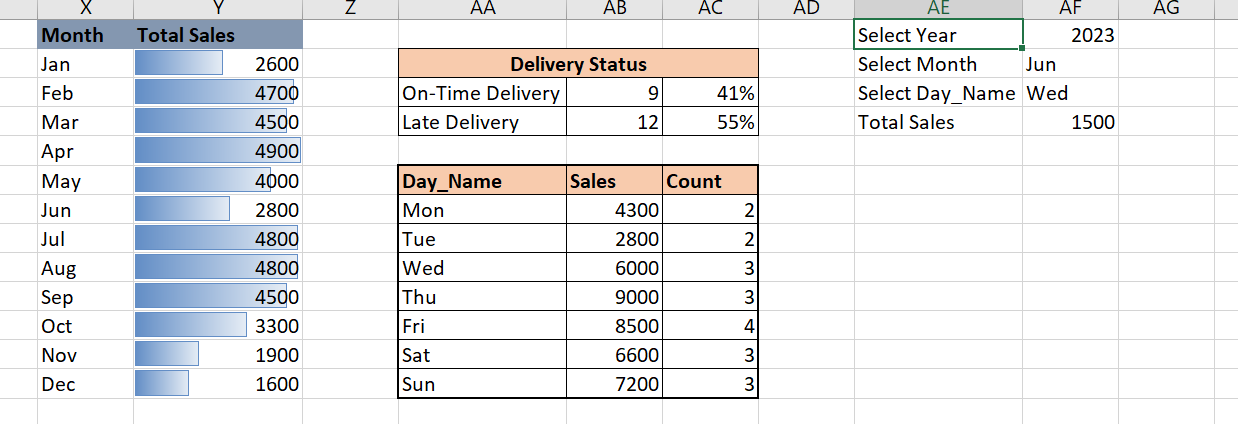 X Y Z AA AB AC AD AE AF AG
Month Total Sales Select Year 2023
Jan 2600 Delivery Status Select Month Jun
Feb 4700 On-Time Delivery 9 41% Select Day_Name Wed
Mar 4500 Late Delivery 12 55% Total Sales 1500
Apr 4900
May 4000 Day_Name Sales Count
Jun 2800 Mon 4300 2
Jul 4800 Tue 2800 2
Aug 4800 Wed 6000 3
Sep 4500 Thu 9000 3
Oct 3300 Fri 8500 4
Nov 1900 Sat 6600 3
Dec 1600 Sun 7200 3